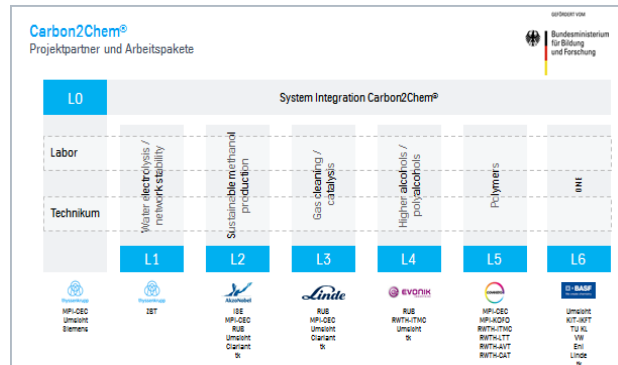 GEFÖRDERT VOM
Carbon2Chem®
Projektpartner und Arbeitspakete
Bundesministerium
für Bildung
und Forschung
L0
System Integration Carbon2Chem®
Labor
Technikum
Water electrolysis /
network stability
Sustainable methanol
production
Gas cleaning /
catalysis
Higher alcohols /
polyalcohols
Polymers
OME
L1
L2
L3
L4
L5
L6
thyssenkrupp
MPI-CEC
Umsicht
Siemens
thyssenkrupp
IBT
AkzoNobel
ISE
MPI-CEC
RUB
Umsicht
Clariant
tk
Linde
RUB
MPI-CEC
Umsicht
Clariant
tk
EVONIK
RUB
RWTH-ITMC
Umsicht
tk
covestro
MPI-CEC
MPI-KOFO
RWTH-ITMC
RWTH-LTT
RWTH-AVT
RWTH-CAT
BASF
Umsicht
KIT-IKFT
TU KL
VW
Eni
Linde
tk